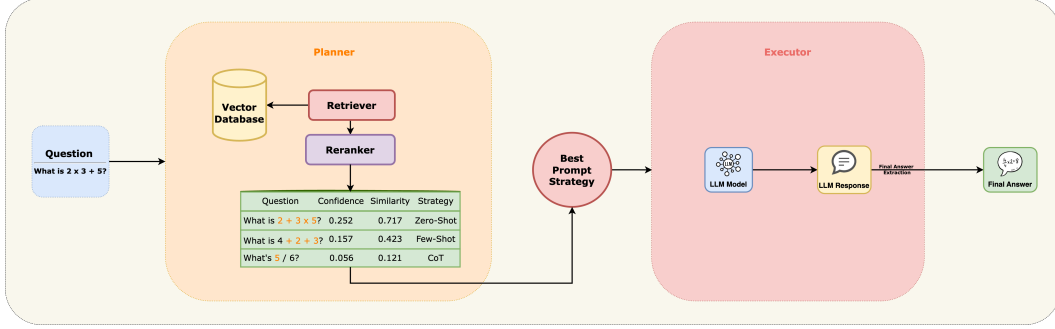 Planner
Executor
Vector
Database
Retriever
Reranker
Question
What is 2 x 3 + 5?
Best
Prompt
Strategy
LLM
LLM Model
LLM Response
Final Answer
Extraction
Final Answer
Question Confidence Similarity Strategy
What is 2 + 3 x 5? 0.252 0.717 Zero-Shot
What is 4 + 2 + 3? 0.157 0.423 Few-Shot
What's 5 / 6? 0.056 0.121 CoT